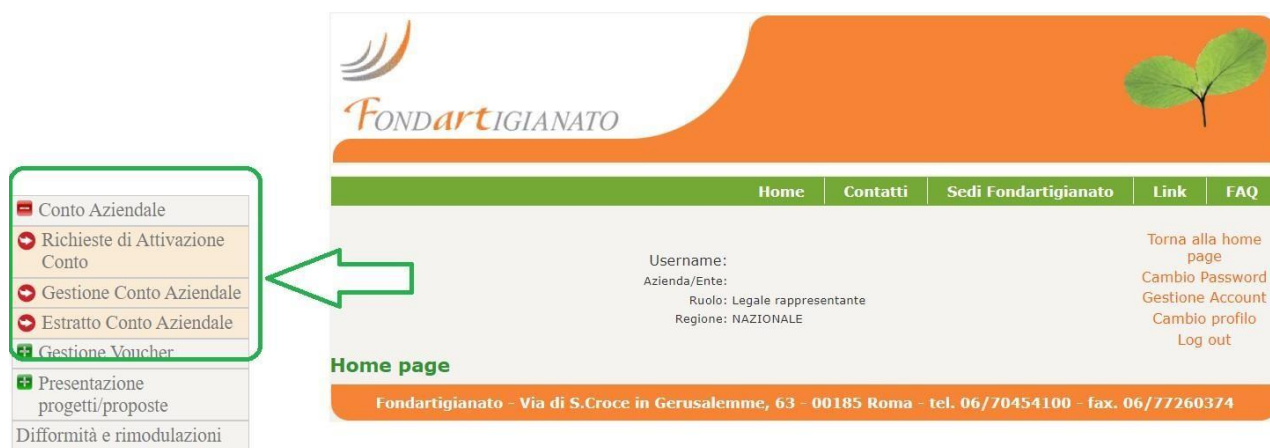 FONDARTIGIANATO
Home Contatti Sedi Fondartigianato Link FAQ
Conto Aziendale
Richieste di Attivazione
Conto
Gestione Conto Aziendale
Estratto Conto Aziendale
Gestione Voucher
Presentazione
progetti/proposte
Difformità e rimodulazioni
Username:
Azienda/Ente:
Ruolo: Legale rappresentante
Regione: NAZIONALE
Torna alla home
page
Cambio Password
Gestione Account
Cambio profilo
Log out
Home page
Fondartigianato - Via di S.Croce in Gerusalemme, 63 - 00185 Roma - tel. 06/70454100 - fax. 06/77260374